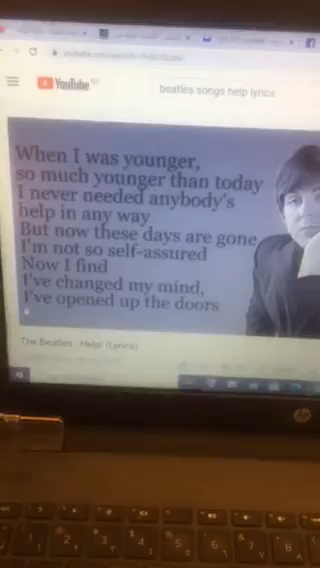 YouTube
beatles songs help lyrics
When I was younger,
so much younger than today
I never needed anybody's
help in any way
But now these days are gone
I'm not so self-assured
Now I find
I've changed my mind,
I've opened up the doors
The Beatles - Help! (Lyrics)
hp